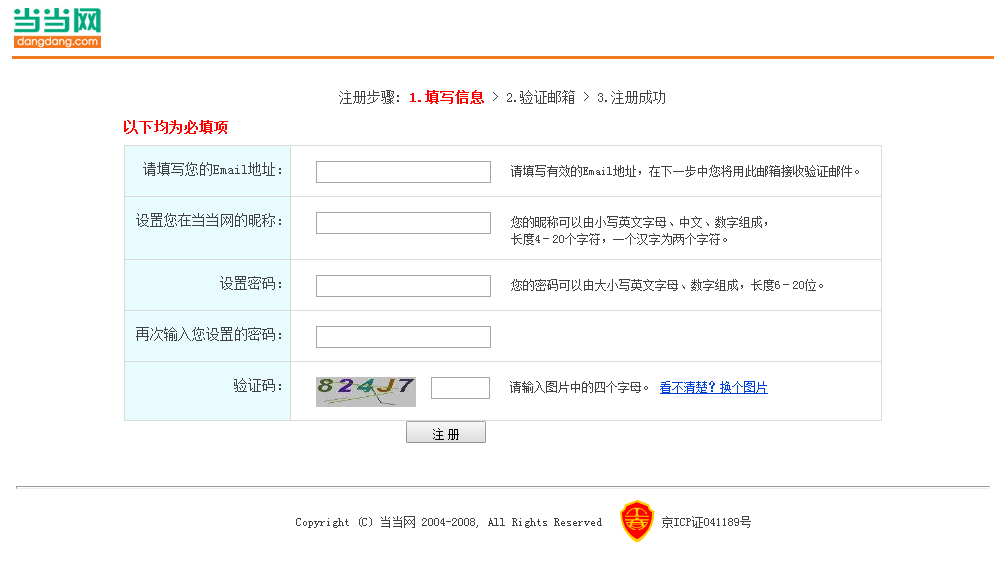 当当网
dangdang.com
注册步骤: 1.填写信息 > 2.验证邮箱 > 3.注册成功
以下均为必填项
请填写您的Email地址: 请填写有效的Email地址，在下一步中您将用此邮箱接收验证邮件。
设置您在当当网的昵称: 您的昵称可以由小写英文字母、中文、数字组成，
长度4－20个字符，一个汉字为两个字符。
设置密码: 您的密码可以由大小写英文字母、数字组成，长度6－20位。
再次输入您设置的密码:
验证码: 824J7 请输入图片中的四个字母。 看不清楚？换个图片
注 册
Copyright (C) 当当网 2004-2008, All Rights Reserved 京ICP证041189号